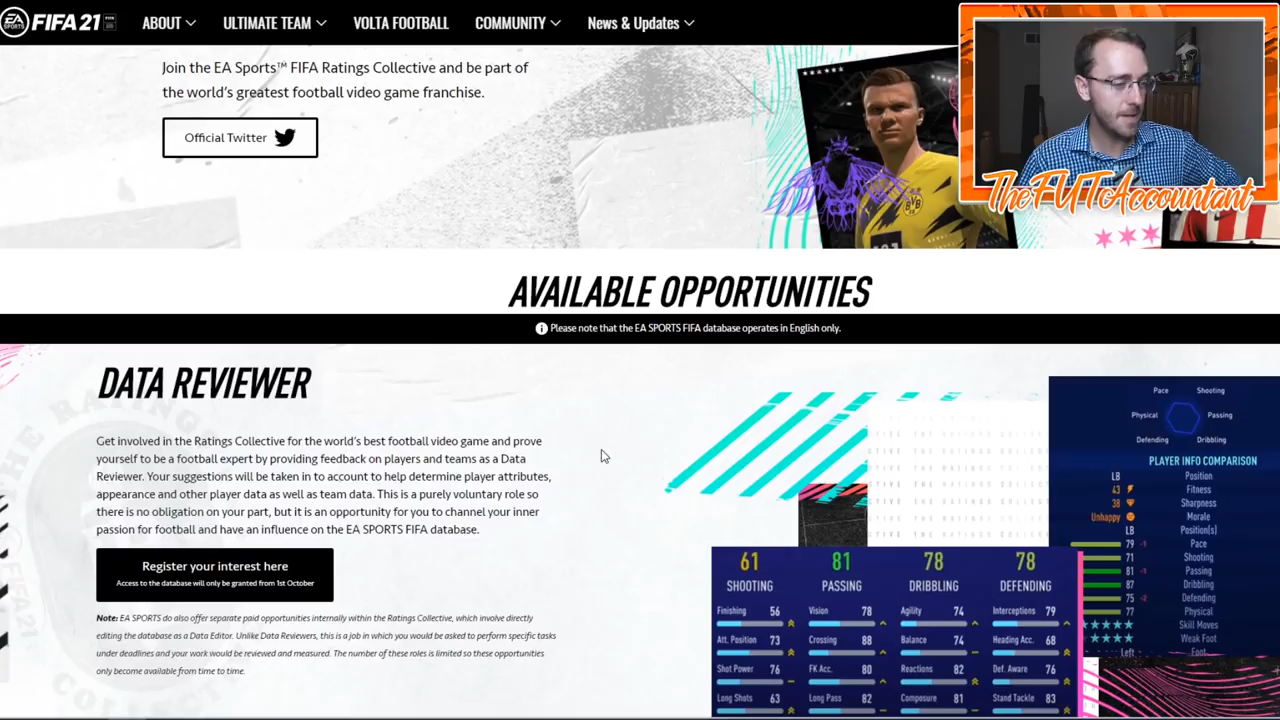 EA SPORTS FIFA 21 ABOUT ULTIMATE TEAM VOLTA FOOTBALL COMMUNITY News & Updates
Join the EA Sports™ FIFA Ratings Collective and be part of
the world's greatest football video game franchise.
Official Twitter
BVB
09
TheFUTAccountant
AVAILABLE OPPORTUNITIES
Please note that the EA SPORTS FIFA database operates in English only.
DATA REVIEWER
Get involved in the Ratings Collective for the world's best football video game and prove
yourself to be a football expert by providing feedback on players and teams as a Data
Reviewer. Your suggestions will be taken in to account to help determine player attributes,
appearance and other player data as well as team data. This is a purely voluntary role so
there is no obligation on your part, but it is an opportunity for you to channel your inner
passion for football and have an influence on the EA SPORTS FIFA database.
Register your interest here
Access to the database will only be granted from 1st October
Note: EA SPORTS do also offer separate paid opportunities internally within the Ratings Collective, which involve directly
editing the database as a Data Editor. Unlike Data Reviewers, this is a job in which you would be asked to perform specific tasks
under deadlines and your work would be reviewed and measured. The number of these roles is limited so these opportunities
only become available from time to time.
Pace Shooting
Physical Passing
Defending Dribbling
PLAYER INFO COMPARISON
LB Position
43 Fitness
38 Sharpness
Unhappy Morale
LB Position(s)
79 -1 Pace
71 Shooting
81 -1 Passing
87 Dribbling
75 -2 Defending
77 Physical
Skill Moves
Weak Foot
Left Foot
61 81 78 78
SHOOTING PASSING DRIBBLING DEFENDING
Finishing 56 Vision 78 Agility 74 Interceptions 79
Att. Position 73 Crossing 88 Balance 74 Heading Acc. 68
Shot Power 76 FK Acc. 80 Reactions 82 Def. Aware 76
Long Shots 63 Long Pass 82 Composure 81 Stand Tackle 83